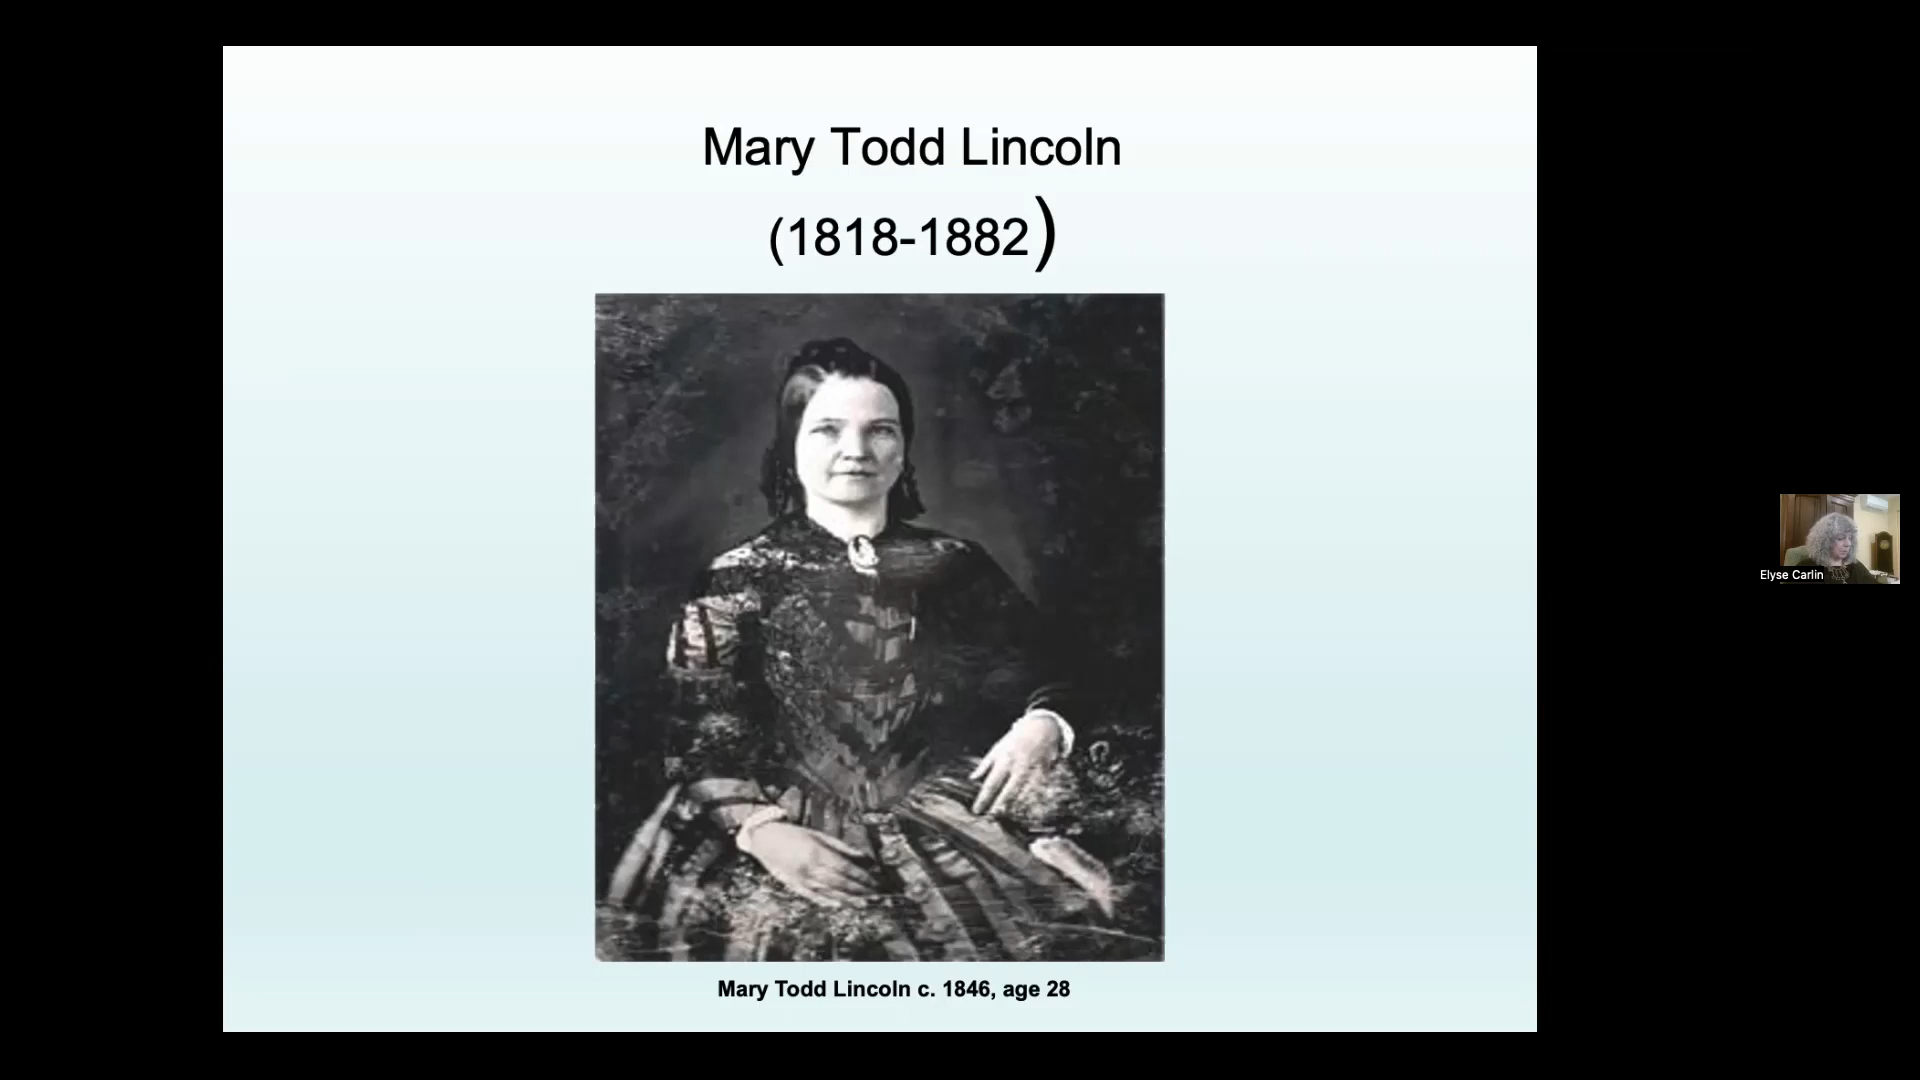 Mary Todd Lincoln
(1818-1882)
Mary Todd Lincoln c. 1846, age 28
Elyse Carlin